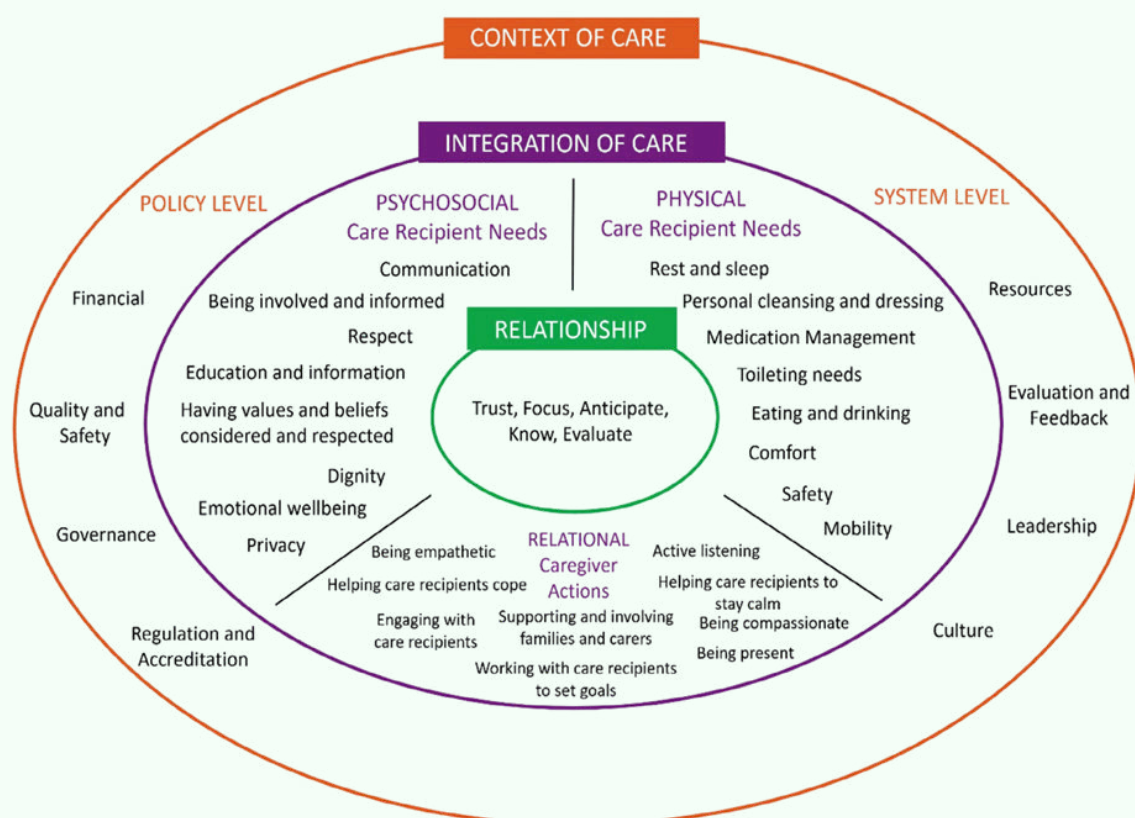 CONTEXT OF CARE
INTEGRATION OF CARE
POLICY LEVEL
Financial
Quality and
Safety
Governance
Regulation and
Accreditation
PSYCHOSOCIAL
Care Recipient Needs
Communication
Being involved and informed
Respect
Education and information
Having values and beliefs
considered and respected
Dignity
Emotional wellbeing
Privacy
RELATIONSHIP
Trust, Focus, Anticipate,
Know, Evaluate
PHYSICAL
Care Recipient Needs
Rest and sleep
Personal cleansing and dressing
Medication Management
Toileting needs
Eating and drinking
Comfort
Safety
Mobility
RELATIONAL
Caregiver
Actions
Being empathetic
Helping care recipients cope
Engaging with
care recipients
Supporting and involving
families and carers
Working with care recipients
to set goals
Active listening
Helping care recipients to
stay calm
Being compassionate
Being present
SYSTEM LEVEL
Resources
Evaluation and
Feedback
Leadership
Culture